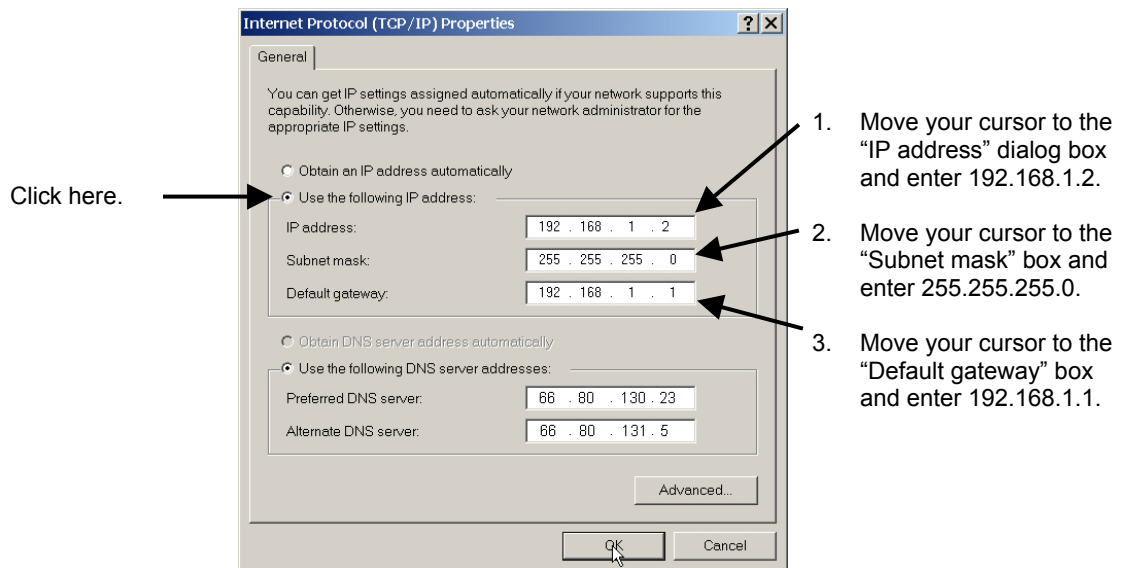 Internet Protocol (TCP/IP) Properties
? X
General
You can get IP settings assigned automatically if your network supports this
capability. Otherwise, you need to ask your network administrator for the
appropriate IP settings.
Obtain an IP address automatically
Click here.
Use the following IP address:
IP address: 192 . 168 . 1 . 2
Subnet mask: 255 . 255 . 255 . 0
Default gateway: 192 . 168 . 1 . 1
Obtain DNS server address automatically
Use the following DNS server addresses:
Preferred DNS server: 66 . 80 . 130 . 23
Alternate DNS server: 66 . 80 . 131 . 5
Advanced...
OK Cancel
1. Move your cursor to the
“IP address” dialog box
and enter 192.168.1.2.
2. Move your cursor to the
“Subnet mask” box and
enter 255.255.255.0.
3. Move your cursor to the
“Default gateway” box
and enter 192.168.1.1.